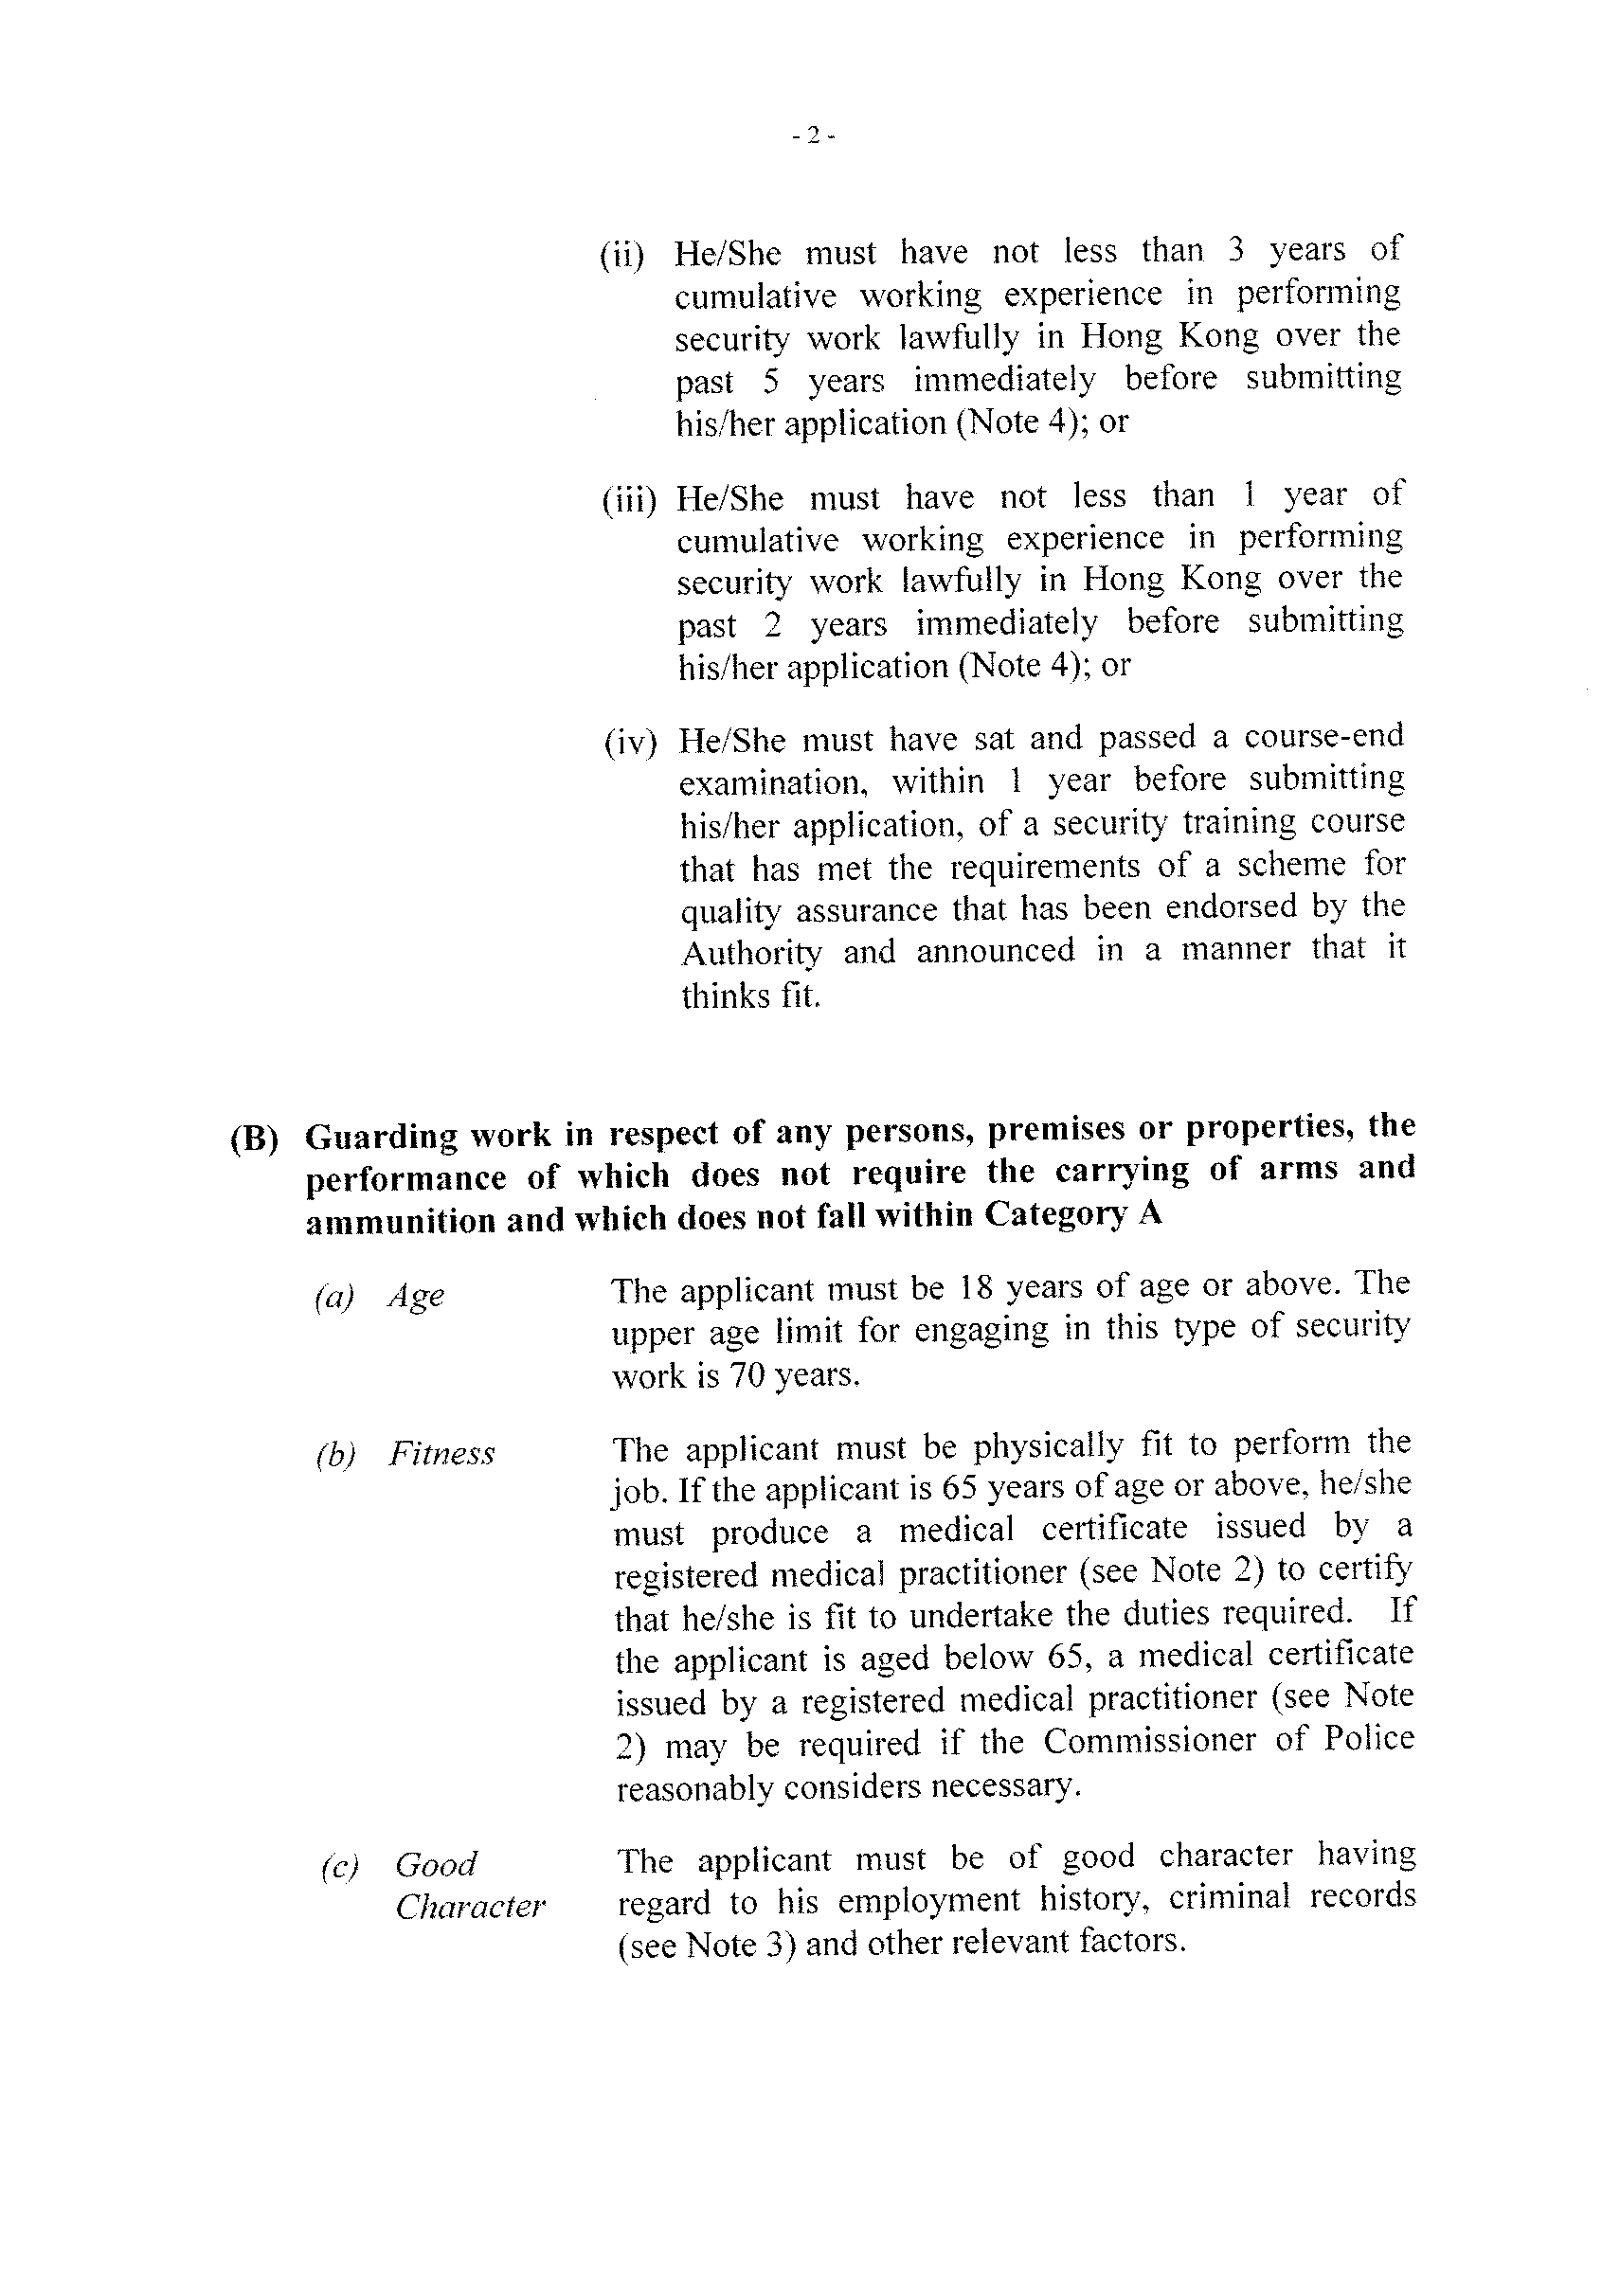 - 2 -
(ii) He/She must have not less than 3 years of
cumulative working experience in performing
security work lawfully in Hong Kong over the
past 5 years immediately before submitting
his/her application (Note 4); or
(iii) He/She must have not less than 1 year of
cumulative working experience in performing
security work lawfully in Hong Kong over the
past 2 years immediately before submitting
his/her application (Note 4); or
(iv) He/She must have sat and passed a course-end
examination, within 1 year before submitting
his/her application, of a security training course
that has met the requirements of a scheme for
quality assurance that has been endorsed by the
Authority and announced in a manner that it
thinks fit.
(B) Guarding work in respect of any persons, premises or properties, the
performance of which does not require the carrying of arms and
ammunition and which does not fall within Category A
(a) Age The applicant must be 18 years of age or above. The
upper age limit for engaging in this type of security
work is 70 years.
(b) Fitness The applicant must be physically fit to perform the
job. If the applicant is 65 years of age or above, he/she
must produce a medical certificate issued by a
registered medical practitioner (see Note 2) to certify
that he/she is fit to undertake the duties required. If
the applicant is aged below 65, a medical certificate
issued by a registered medical practitioner (see Note
2) may be required if the Commissioner of Police
reasonably considers necessary.
(c) Good The applicant must be of good character having
Character regard to his employment history, criminal records
(see Note 3) and other relevant factors.